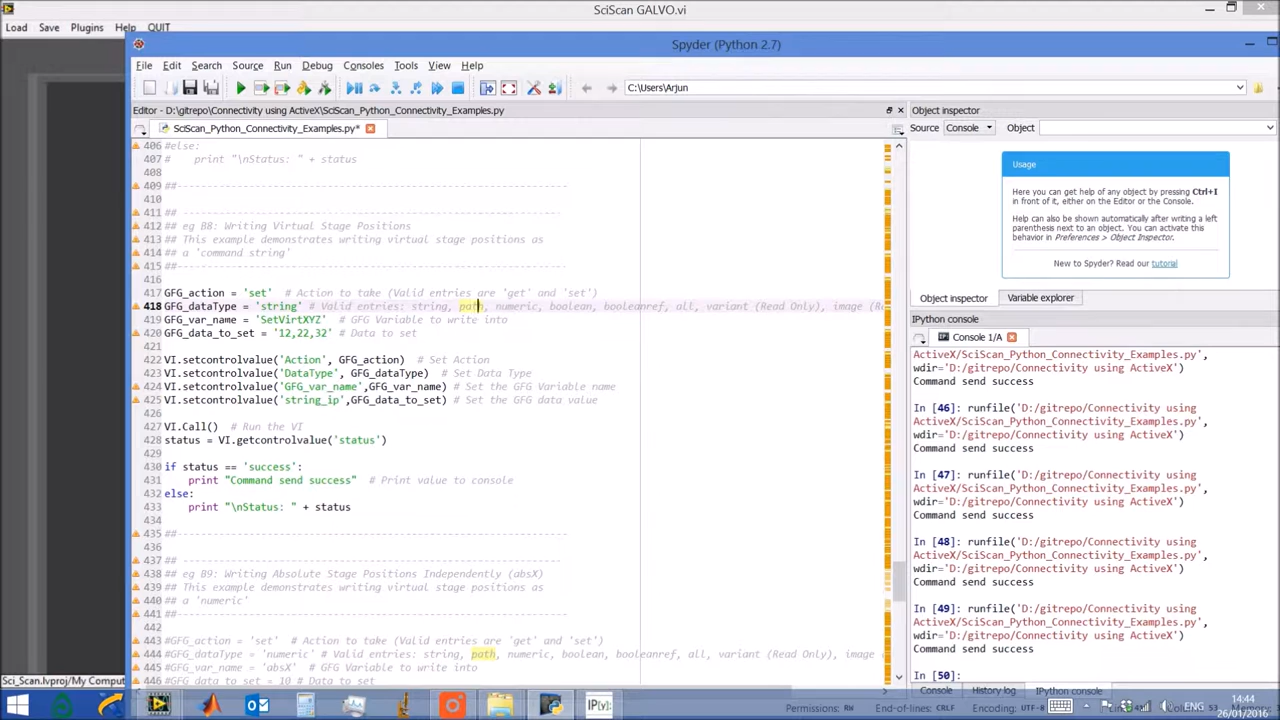 SciScan GALVO.vi
Load Save Plugins Help QUIT
Spyder (Python 2.7)
File Edit Search Source Run Debug Consoles Tools View Help
C:\Users\Arjun
Editor - D:\gitrepo\Connectivity using ActiveX\SciScan_Python_Connectivity_Examples.py
Object inspector
SciScan_Python_Connectivity_Examples.py*
Source Console Object
406 #else:
407 #    print "\nStatus: " + status
408
409 ##-----------------------------------------------------------------
410
411 ## ----------------------------------------------------------------
412 ## eg B8: Writing Virtual Stage Positions
413 ## This example demonstrates writing virtual stage positions as
414 ## a 'command string'
415 ##-----------------------------------------------------------------
416
417 GFG_action = 'set'  # Action to take (Valid entries are 'get' and 'set')
418 GFG_dataType = 'string' # Valid entries: string, path, numeric, boolean, booleanref, all, variant (Read Only), image (Re
419 GFG_var_name = 'SetVirtXYZ'  # GFG Variable to write into
420 GFG_data_to_set = '12,22,32' # Data to set
421
422 VI.setcontrolvalue('Action', GFG_action)  # Set Action
423 VI.setcontrolvalue('DataType', GFG_dataType)  # Set Data Type
424 VI.setcontrolvalue('GFG_var_name',GFG_var_name) # Set the GFG Variable name
425 VI.setcontrolvalue('string_ip',GFG_data_to_set) # Set the GFG data value
426
427 VI.Call()  # Run the VI
428 status = VI.getcontrolvalue('status')
429
430 if status == 'success':
431     print "Command send success"  # Print value to console
432 else:
433     print "\nStatus: " + status
434
435 ##-----------------------------------------------------------------
436
437 ## ----------------------------------------------------------------
438 ## eg B9: Writing Absolute Stage Positions Independently (absX)
439 ## This example demonstrates writing virtual stage positions as
440 ## a 'numeric'
441 ##-----------------------------------------------------------------
442
443 #GFG_action = 'set'  # Action to take (Valid entries are 'get' and 'set')
444 #GFG_dataType = 'numeric' # Valid entries: string, path, numeric, boolean, booleanref, all, variant (Read Only), image
445 #GFG_var_name = 'absX'  # GFG Variable to write into
446 #GFG_data_to_set = 10 # Data to set
Usage
Here you can get help of any object by pressing Ctrl+I
in front of it, either on the Editor or the Console.
Help can also be shown automatically after writing a left
parenthesis next to an object. You can activate this
behavior in Preferences > Object Inspector.
New to Spyder? Read our tutorial
Object inspector Variable explorer
IPython console
Console 1/A
ActiveX/SciScan_Python_Connectivity_Examples.py',
wdir='D:/gitrepo/Connectivity using ActiveX')
Command send success
In [46]: runfile('D:/gitrepo/Connectivity using
ActiveX/SciScan_Python_Connectivity_Examples.py',
wdir='D:/gitrepo/Connectivity using ActiveX')
Command send success
In [47]: runfile('D:/gitrepo/Connectivity using
ActiveX/SciScan_Python_Connectivity_Examples.py',
wdir='D:/gitrepo/Connectivity using ActiveX')
Command send success
In [48]: runfile('D:/gitrepo/Connectivity using
ActiveX/SciScan_Python_Connectivity_Examples.py',
wdir='D:/gitrepo/Connectivity using ActiveX')
Command send success
In [49]: runfile('D:/gitrepo/Connectivity using
ActiveX/SciScan_Python_Connectivity_Examples.py',
wdir='D:/gitrepo/Connectivity using ActiveX')
Command send success
In [50]:
Console History log IPython console
Sci_Scan.lvproj/My Comput
Permissions: RW End-of-lines: CRLF Encoding: UTF-8
IP[y]:
ENG
14:44
26/01/2016